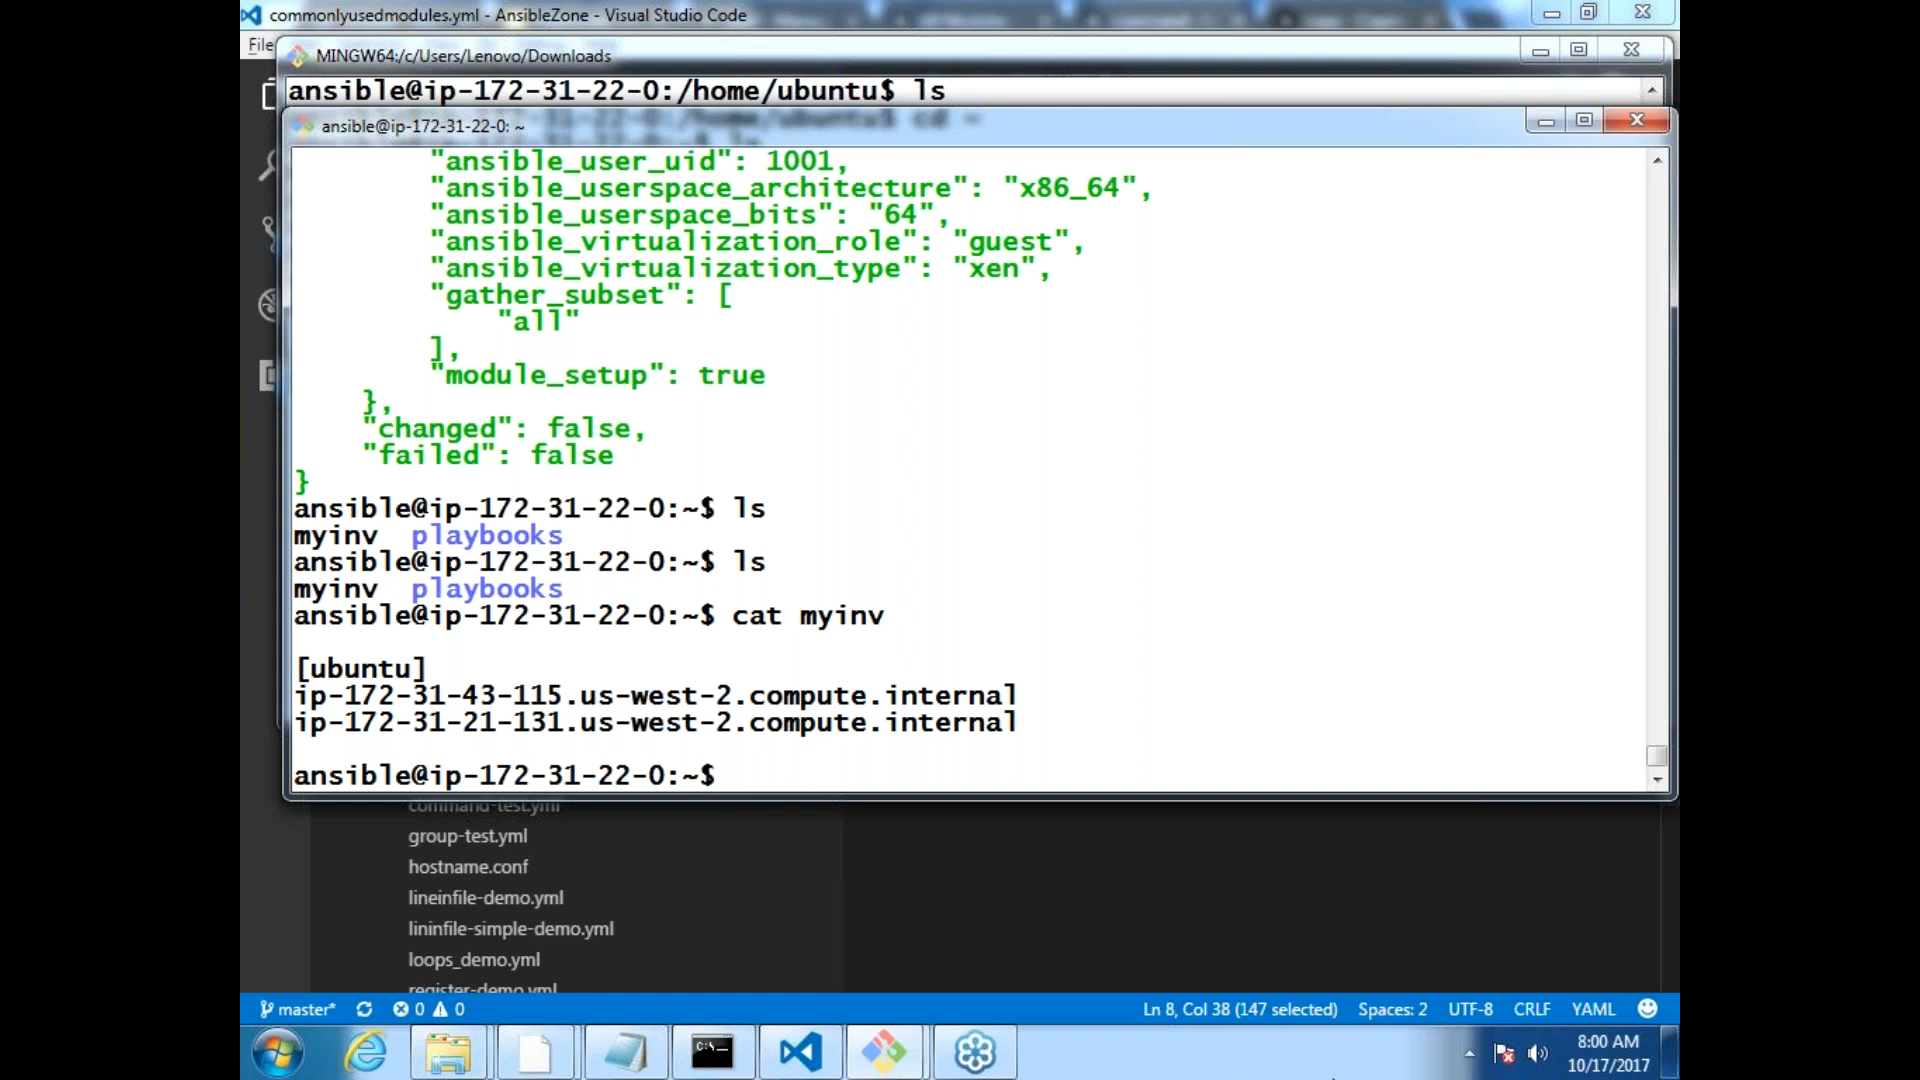 commonlyusedmodules.yml - AnsibleZone - Visual Studio Code
File
MINGW64:/c/Users/Lenovo/Downloads
ansible@ip-172-31-22-0:/home/ubuntu$ ls
ansible@ip-172-31-22-0: ~
"ansible_user_uid": 1001,
"ansible_userspace_architecture": "x86_64",
"ansible_userspace_bits": "64",
"ansible_virtualization_role": "guest",
"ansible_virtualization_type": "xen",
"gather_subset": [
"all"
],
"module_setup": true
},
"changed": false,
"failed": false
}
ansible@ip-172-31-22-0:~$ ls
myinv playbooks
ansible@ip-172-31-22-0:~$ ls
myinv playbooks
ansible@ip-172-31-22-0:~$ cat myinv
[ubuntu]
ip-172-31-43-115.us-west-2.compute.internal
ip-172-31-21-131.us-west-2.compute.internal
ansible@ip-172-31-22-0:~$
command-test.yml
group-test.yml
hostname.conf
lineinfile-demo.yml
lininfile-simple-demo.yml
loops_demo.yml
register-demo.yml
master* 0 0 Ln 8, Col 38 (147 selected) Spaces: 2 UTF-8 CRLF YAML
C:\
8:00 AM
10/17/2017